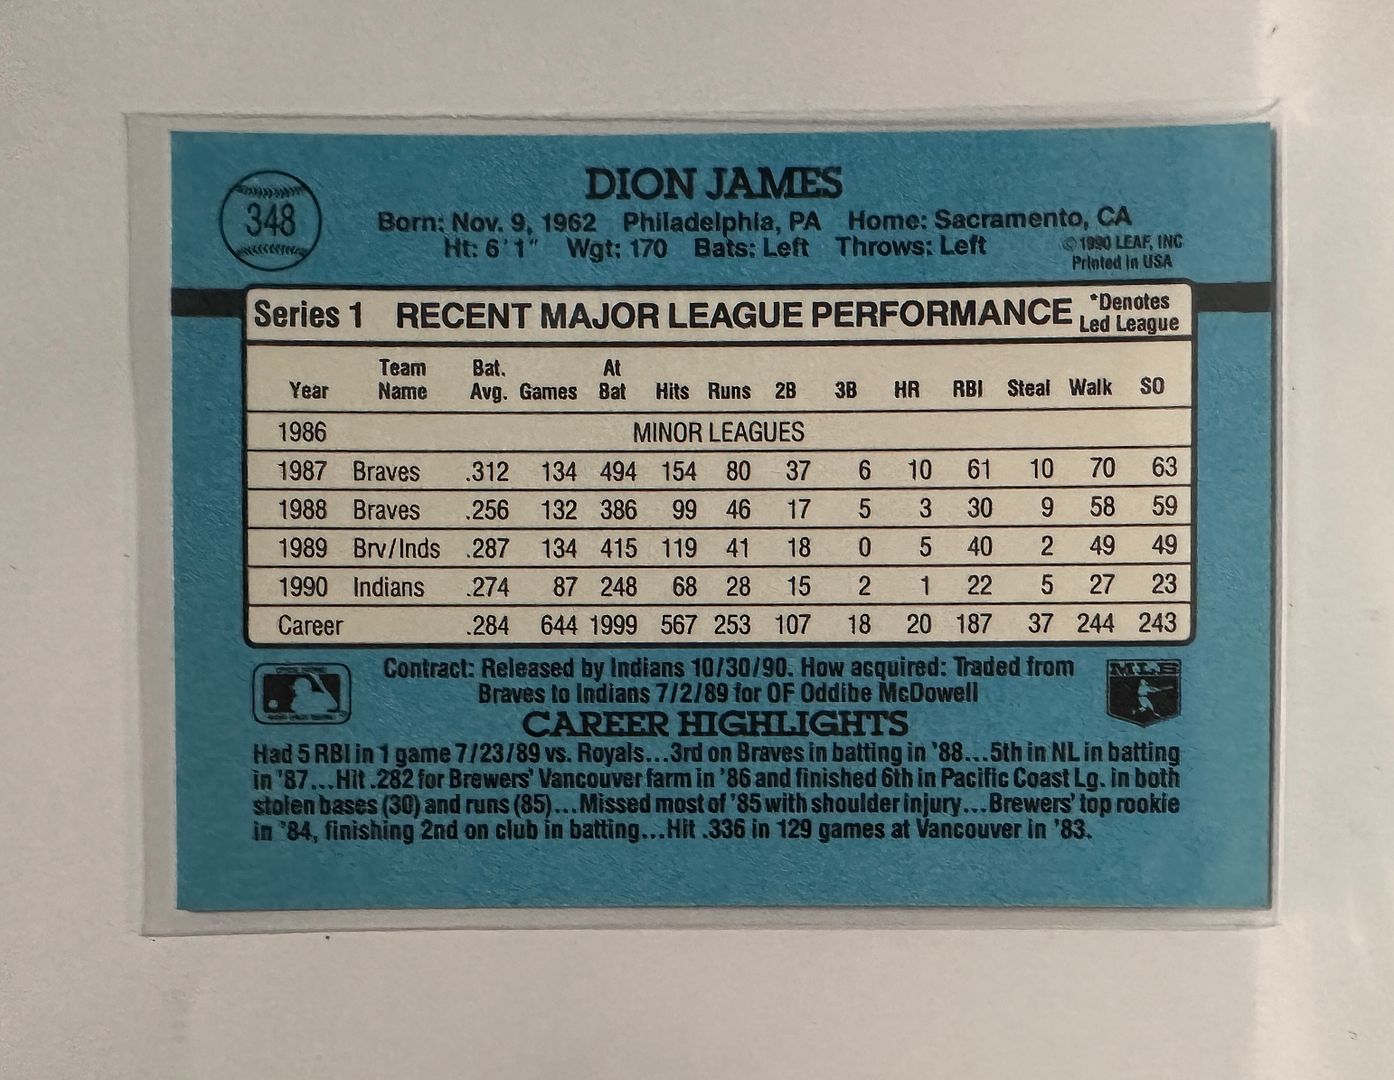 348
DION JAMES
Born: Nov. 9, 1962 Philadelphia, PA Home: Sacramento, CA
Ht: 6'1" Wgt: 170 Bats: Left Throws: Left
© 1990 LEAF, INC
Printed in USA
Series 1 RECENT MAJOR LEAGUE PERFORMANCE
*Denotes
Led League
Year Team Name Bat. Avg. Games At Bat Hits Runs 2B 3B HR RBI Steal Walk SO
1986 MINOR LEAGUES
1987 Braves .312 134 494 154 80 37 6 10 61 10 70 63
1988 Braves .256 132 386 99 46 17 5 3 30 9 58 59
1989 Brv/Inds .287 134 415 119 41 18 0 5 40 2 49 49
1990 Indians .274 87 248 68 28 15 2 1 22 5 27 23
Career .284 644 1999 567 253 107 18 20 187 37 244 243
Contract: Released by Indians 10/30/90. How acquired: Traded from
Braves to Indians 7/2/89 for OF Oddibe McDowell
MLB
CAREER HIGHLIGHTS
Had 5 RBI in 1 game 7/23/89 vs. Royals...3rd on Braves in batting in '88...5th in NL in batting
in '87...Hit .282 for Brewers' Vancouver farm in '86 and finished 6th in Pacific Coast Lg. in both
stolen bases (30) and runs (85)...Missed most of '85 with shoulder injury...Brewers' top rookie
in '84, finishing 2nd on club in batting...Hit .336 in 129 games at Vancouver in '83.